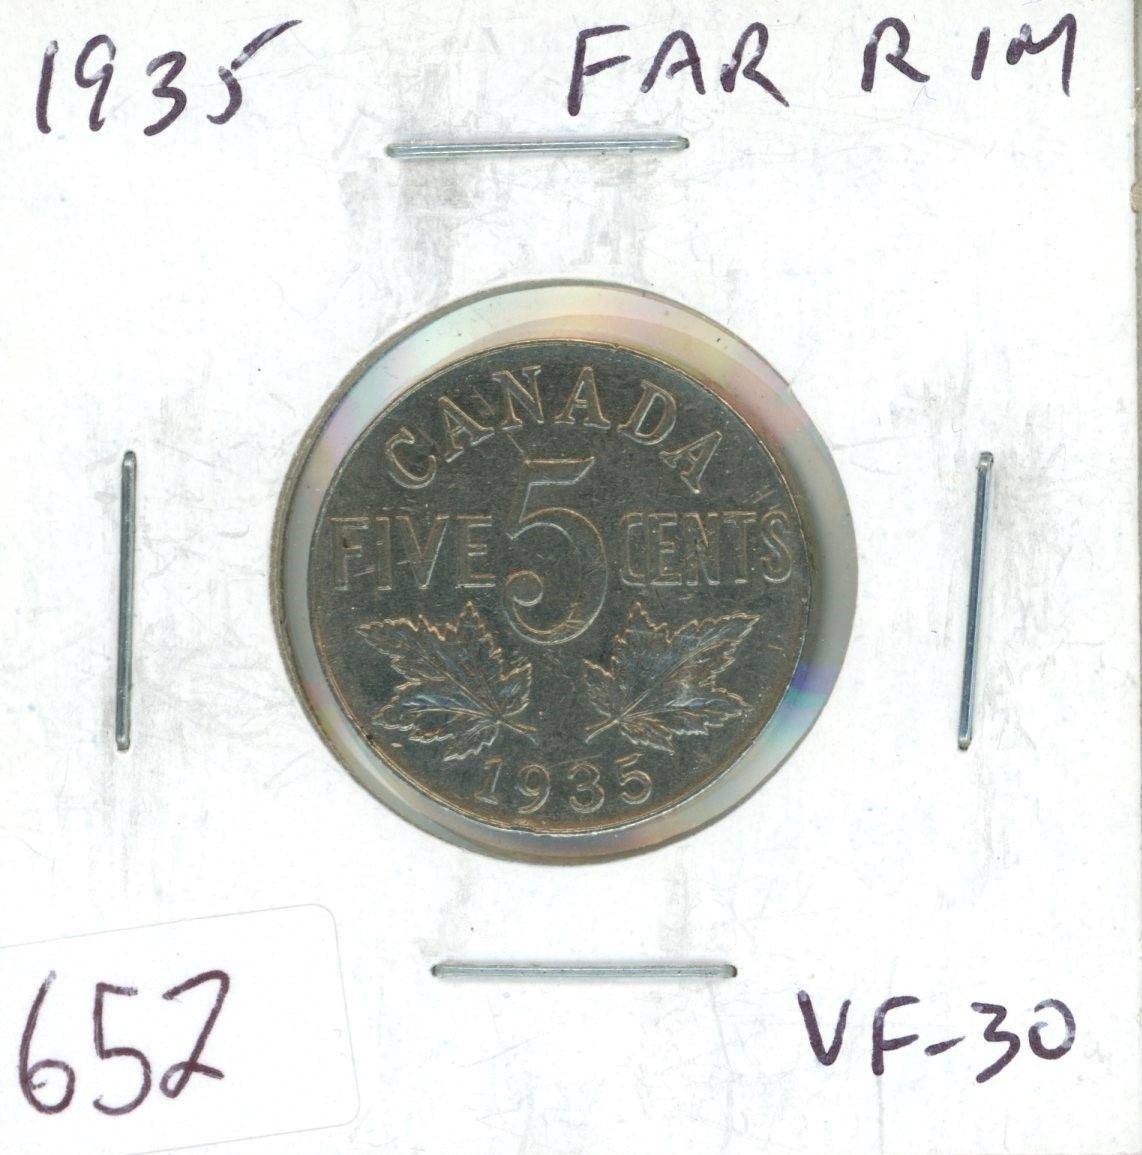 1935 FAR RIM
CANADA
FIVE 5 CENTS
1935
652 VF-30